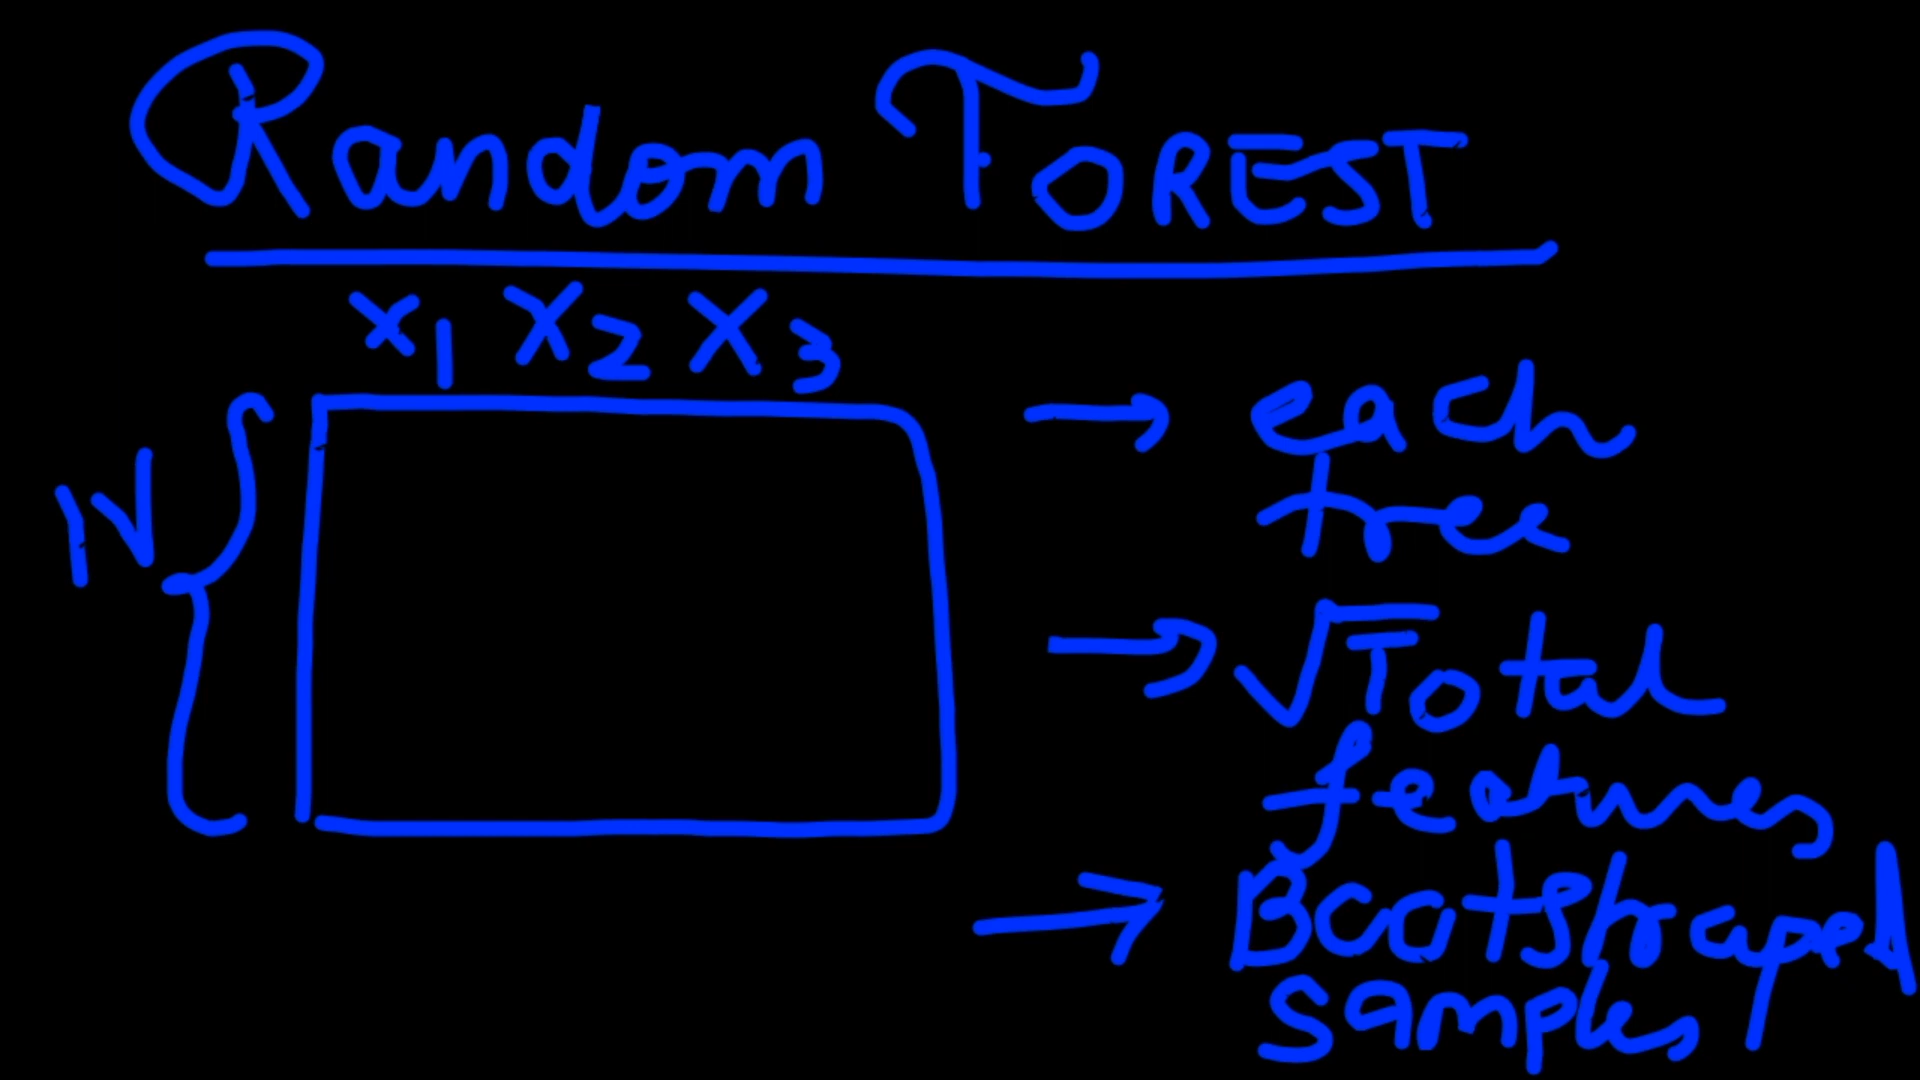 Random FOREST
X1 X2 X3
N
→ each
tree
→ √Total
features
→ Bootstraped
samples